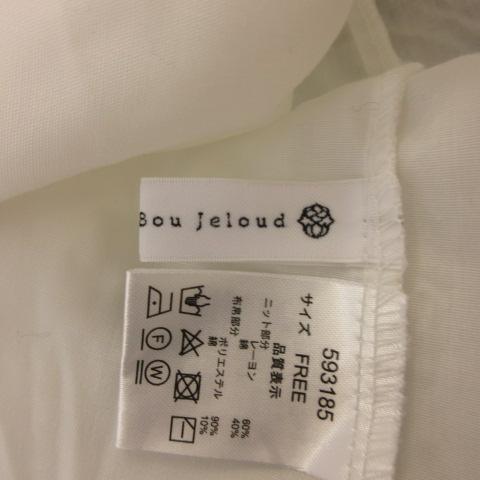 Bou Jeloud
593185
サイズ FREE
品質表示
ニット部分
レーヨン 60%
綿 40%
布帛部分
ポリエステル 90%
綿 10%
F
W